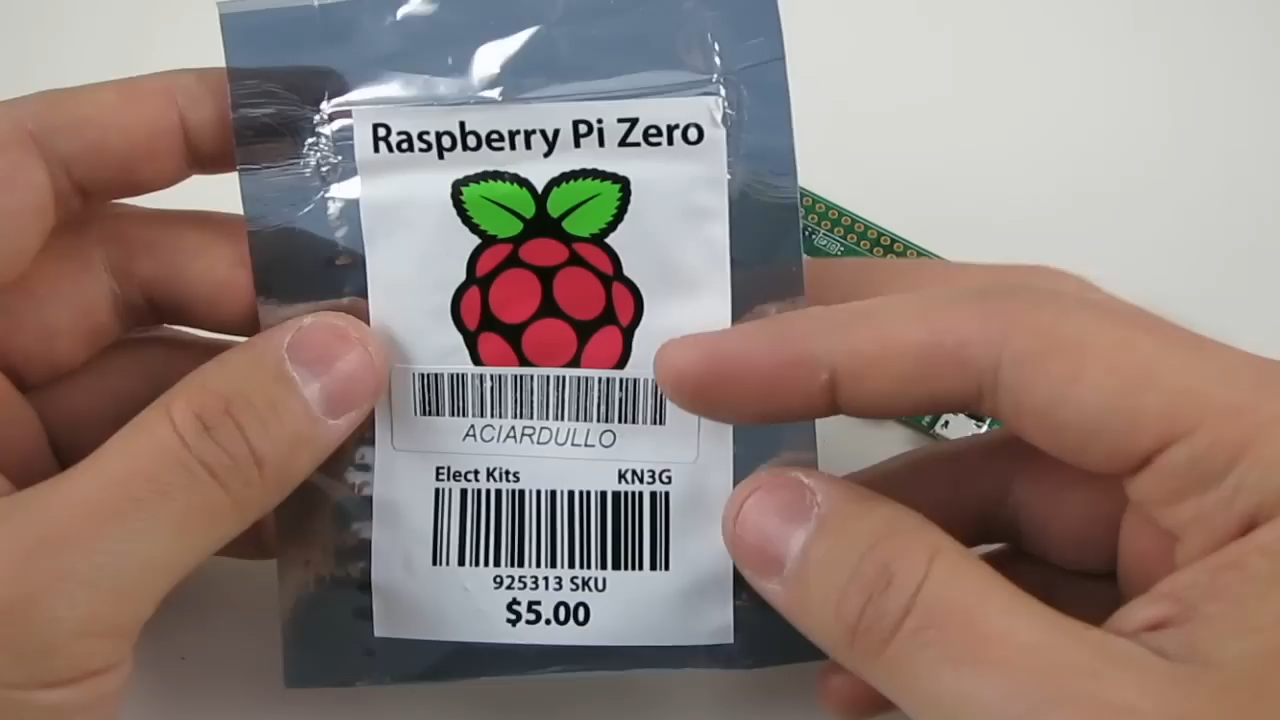 Raspberry Pi Zero
ACIARDULLO
Elect Kits KN3G
925313 SKU
$5.00